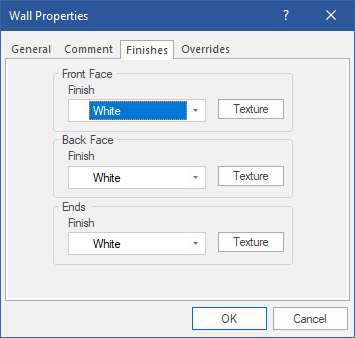 Wall Properties ?
General Comment Finishes Overrides
Front Face
Finish
White Texture
Back Face
Finish
White Texture
Ends
Finish
White Texture
OK Cancel